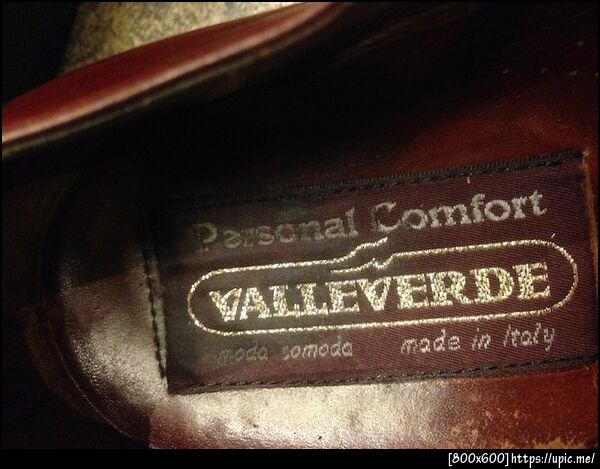 Personal Comfort
VALLEVERDE
moda comoda made in Italy
[800x600]https://upic.me/